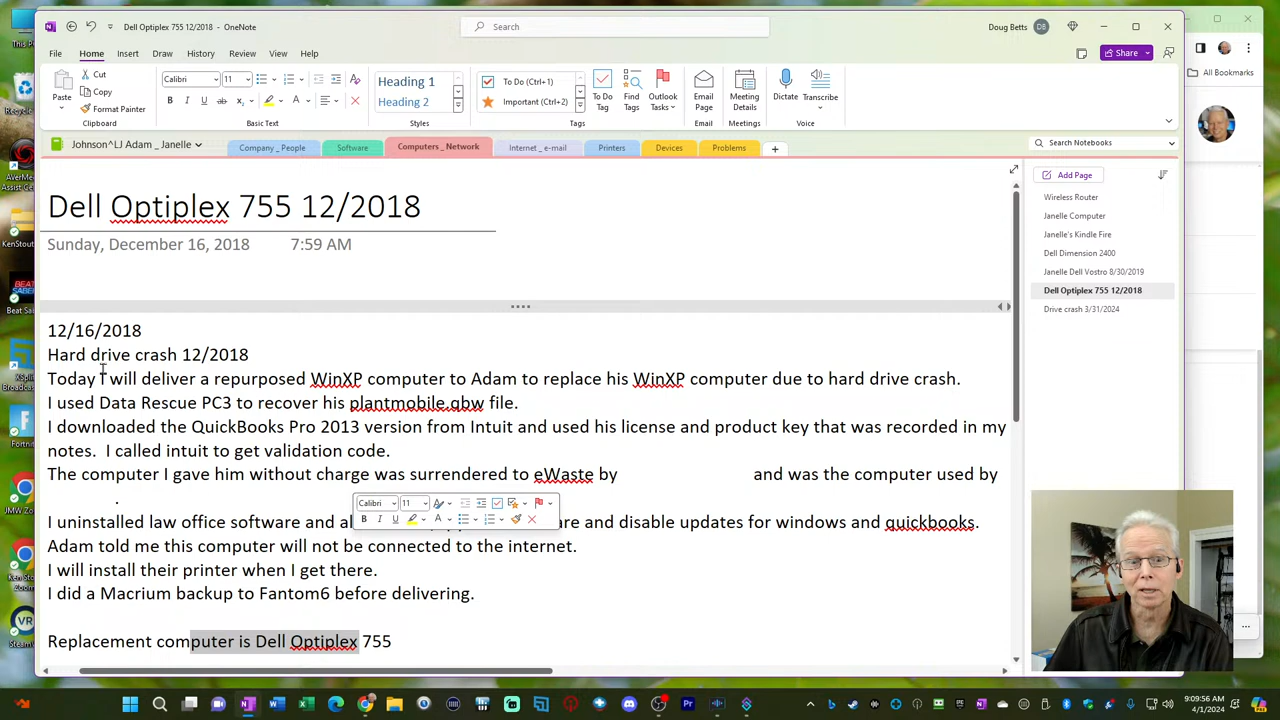 Dell Optiplex 755 12/2018 - OneNote
Search
Doug Betts
DB
File
Home
Insert
Draw
History
Review
View
Help
Share
All Bookmarks
Paste
Cut
Copy
Format Painter
Clipboard
Calibri
11
Basic Text
Heading 1
Heading 2
Styles
To Do (Ctrl+1)
Important (Ctrl+2)
To Do Tag
Find Tags
Outlook Tasks
Tags
Email Page
Email
Meeting Details
Meetings
Dictate
Transcribe
Voice
Johnson^LJ Adam _ Janelle
Company _ People
Software
Computers _ Network
Internet _ e-mail
Printers
Devices
Problems
Search Notebooks
Add Page
Wireless Router
Janelle Computer
Janelle's Kindle Fire
Dell Dimension 2400
Janelle Dell Vostro 8/30/2019
Dell Optiplex 755 12/2018
Drive crash 3/31/2024
Dell Optiplex 755 12/2018
Sunday, December 16, 2018 7:59 AM
12/16/2018
Hard drive crash 12/2018
Today I will deliver a repurposed WinXP computer to Adam to replace his WinXP computer due to hard drive crash.
I used Data Rescue PC3 to recover his plantmobile.qbw file.
I downloaded the QuickBooks Pro 2013 version from Intuit and used his license and product key that was recorded in my
notes. I called intuit to get validation code.
The computer I gave him without charge was surrendered to eWaste by and was the computer used by
.
Calibri
11
I uninstalled law office software and and disable updates for windows and quickbooks.
Adam told me this computer will not be connected to the internet.
I will install their printer when I get there.
I did a Macrium backup to Fantom6 before delivering.
Replacement computer is Dell Optiplex 755
9:09:56 AM
4/1/2024